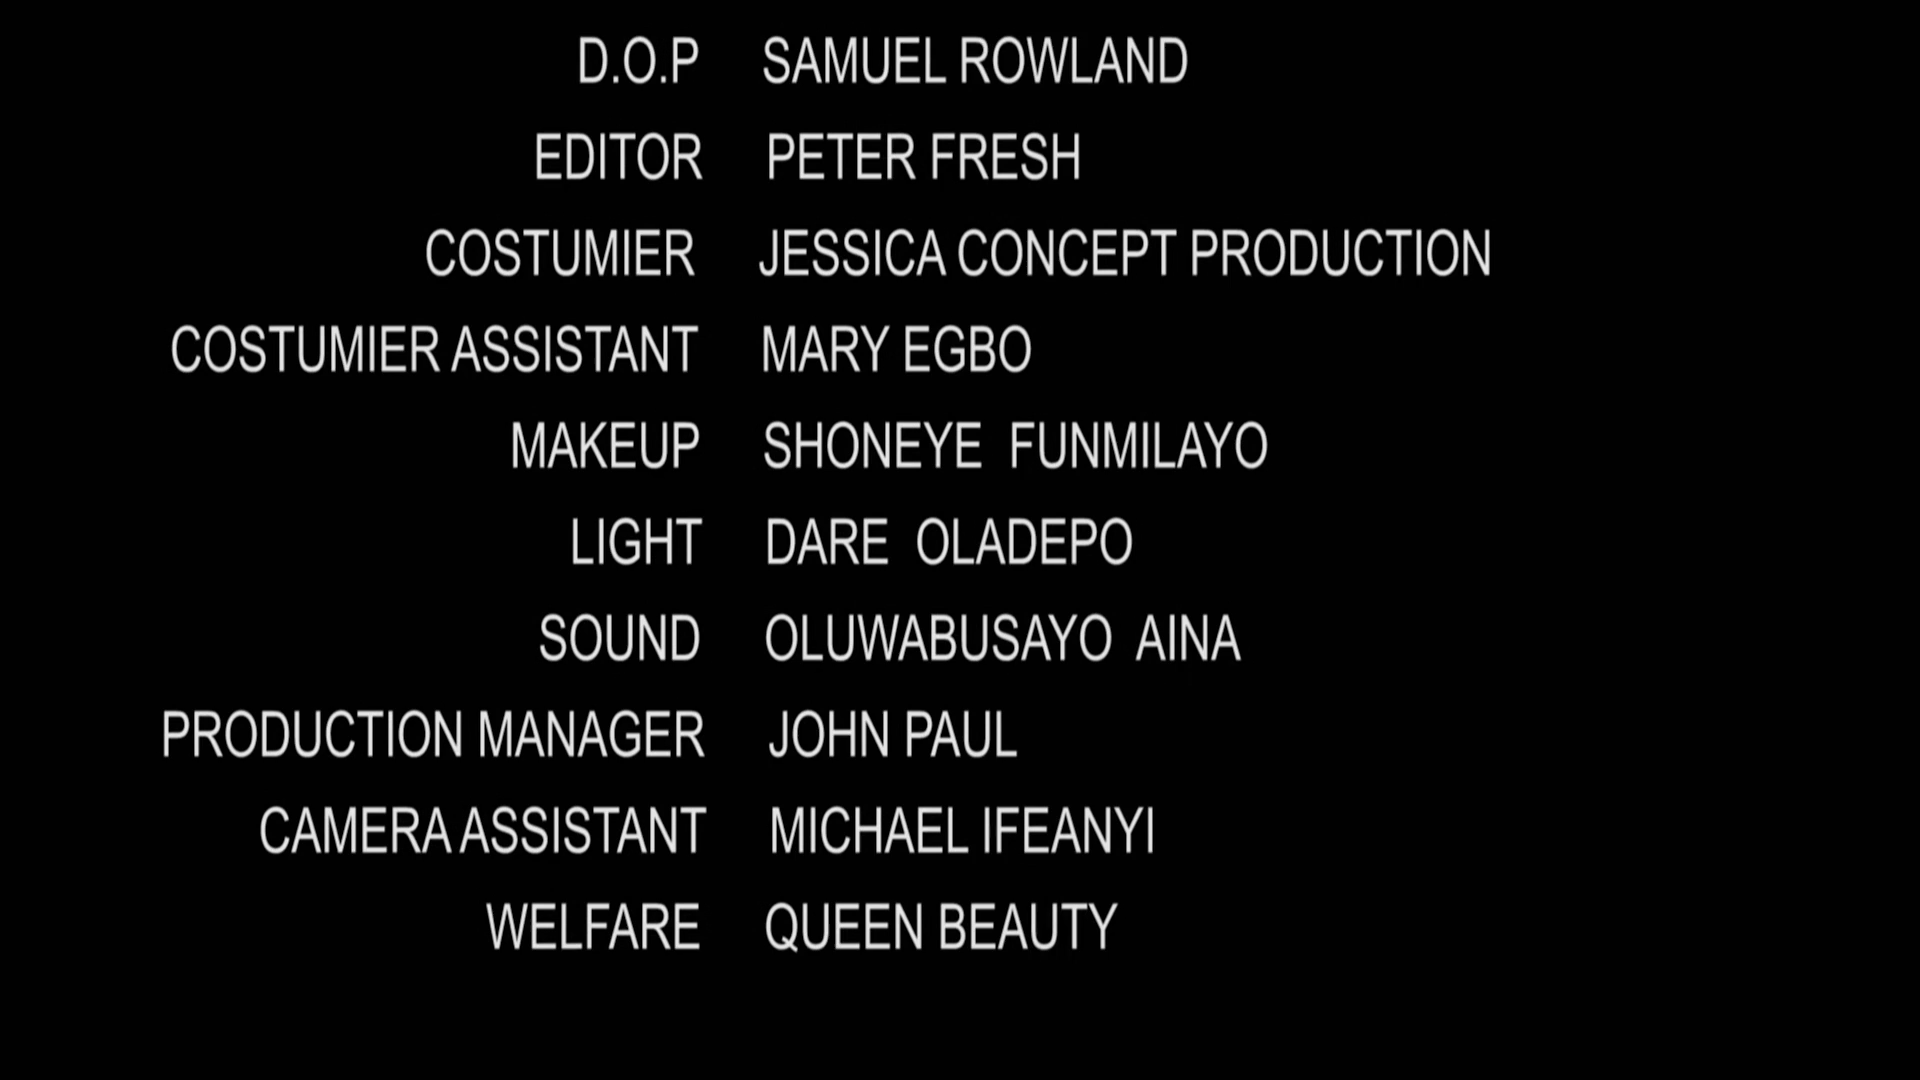 D.O.P SAMUEL ROWLAND
EDITOR PETER FRESH
COSTUMIER JESSICA CONCEPT PRODUCTION
COSTUMIER ASSISTANT MARY EGBO
MAKEUP SHONEYE FUNMILAYO
LIGHT DARE OLADEPO
SOUND OLUWABUSAYO AINA
PRODUCTION MANAGER JOHN PAUL
CAMERA ASSISTANT MICHAEL IFEANYI
WELFARE QUEEN BEAUTY